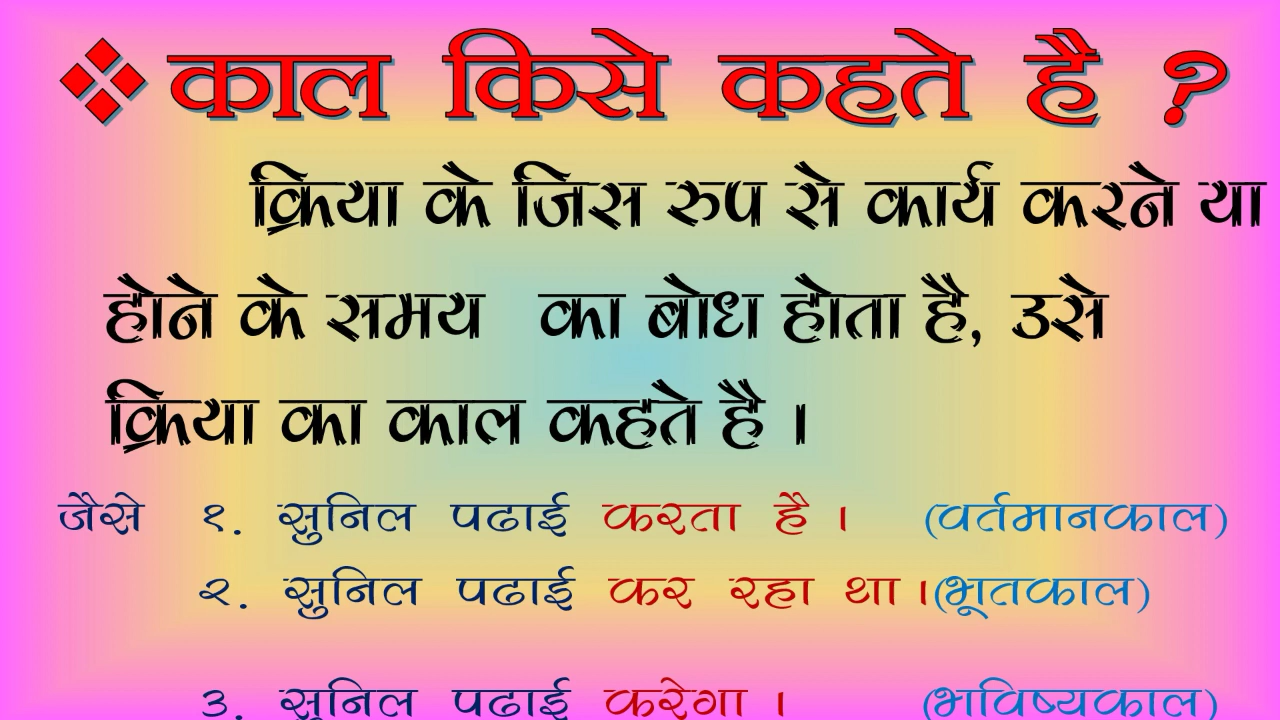 ❖ काल किसे कहते है ?
क्रिया के जिस रुप से कार्य करने या
होने के समय का बोध होता है, उसे
क्रिया का काल कहते है ।
जैसे १. सुनिल पढाई करता है । (वर्तमानकाल)
२. सुनिल पढाई कर रहा था ।(भूतकाल)
३. सुनिल पढाई करेगा । (भविष्यकाल)